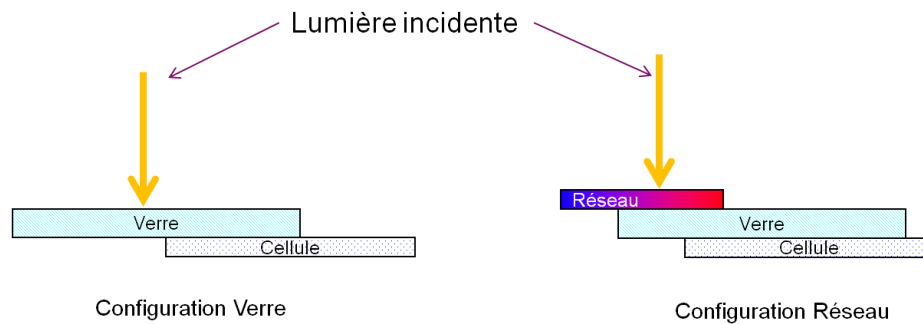 Lumière incidente
Réseau
Verre
Verre
Cellule
Cellule
Configuration Verre
Configuration Réseau